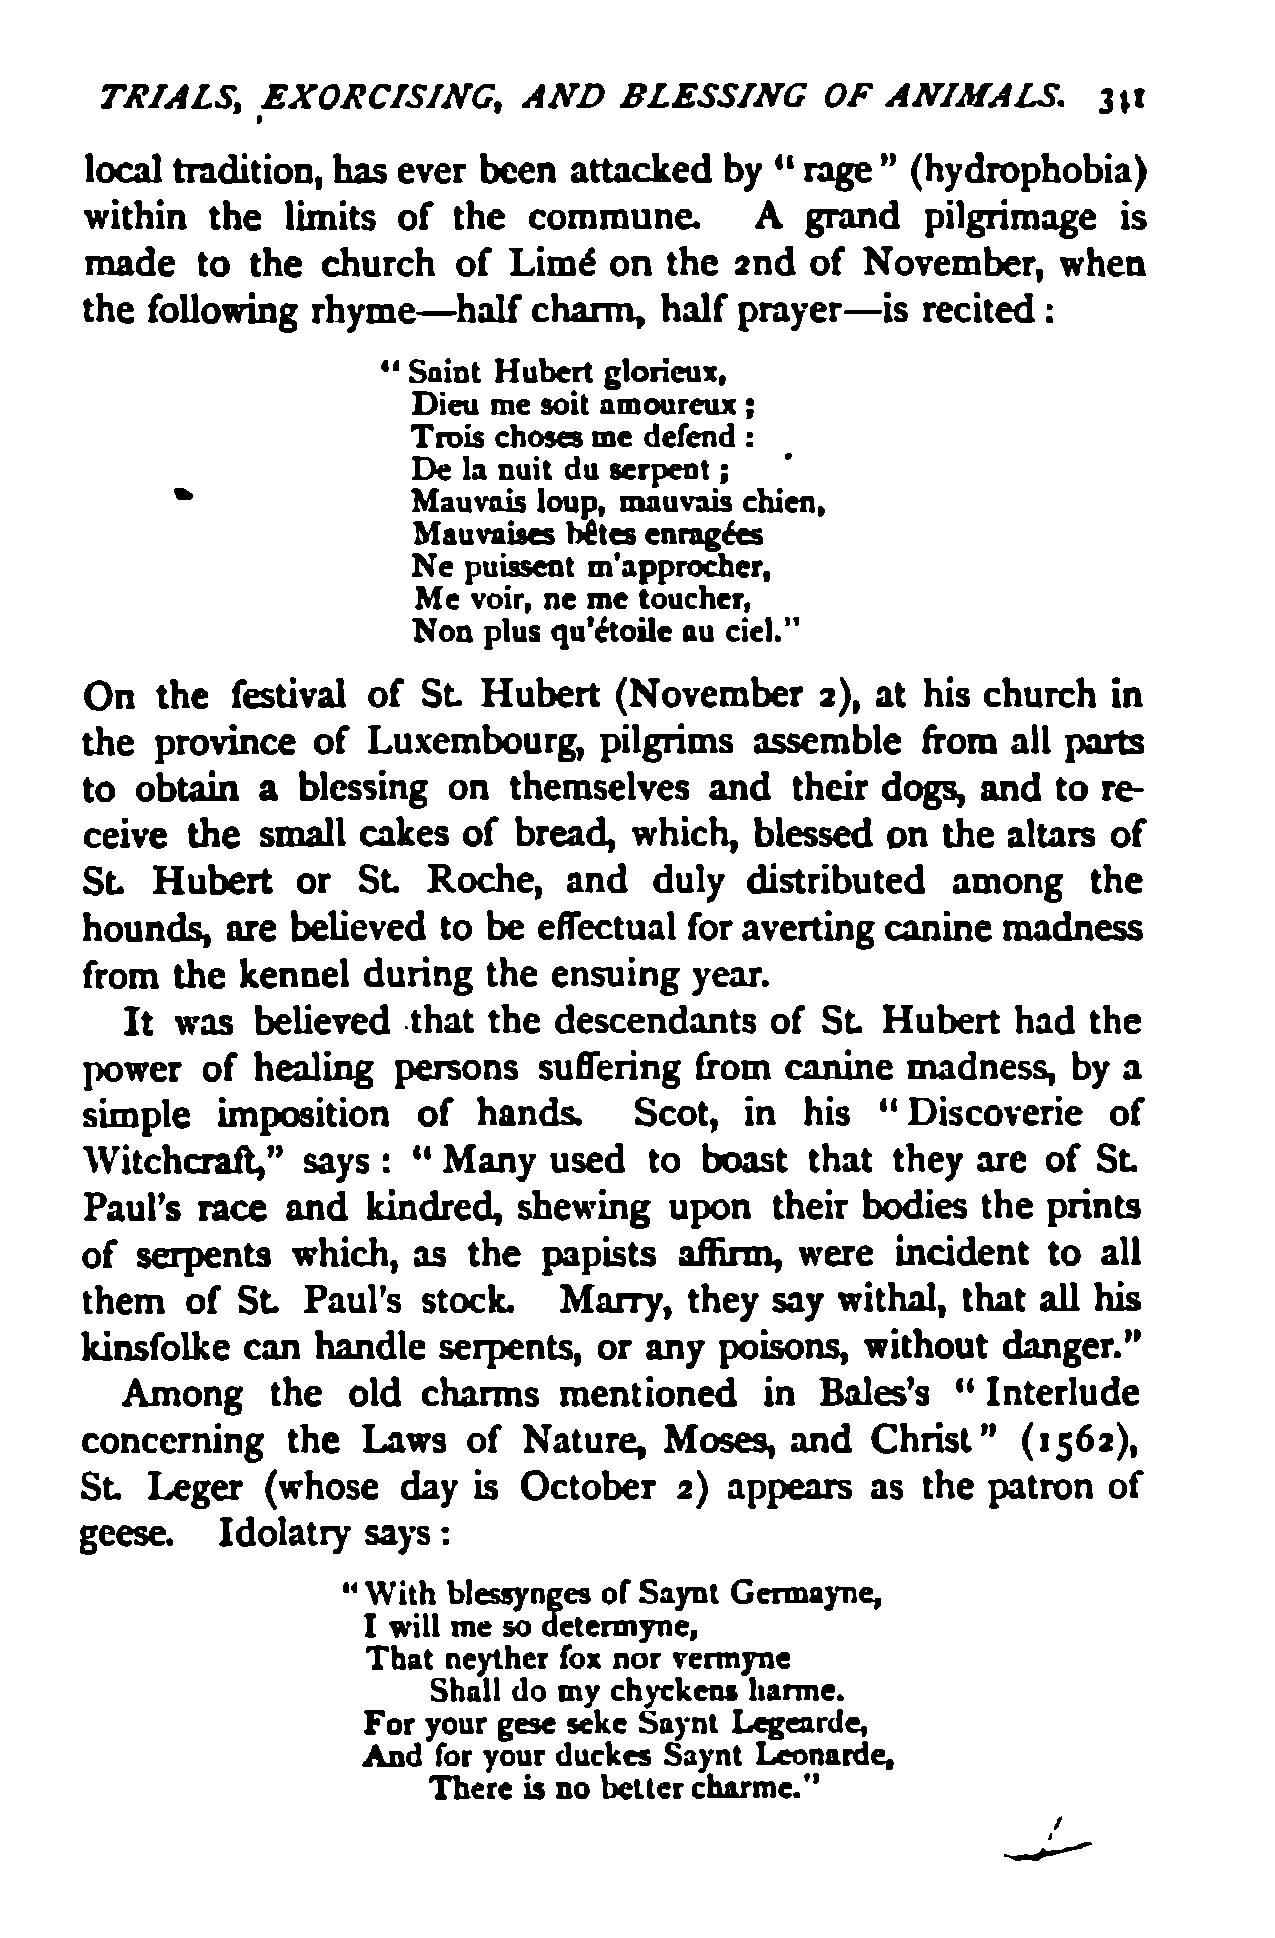 TRIALS, EXORCISING, AND BLESSING OF ANIMALS. 311
local tradition, has ever been attacked by “ rage ” (hydrophobia)
within the limits of the commune. A grand pilgrimage is
made to the church of Limé on the 2nd of November, when
the following rhyme—half charm, half prayer—is recited :
“ Saint Hubert glorieux,
Dieu me soit amoureux ;
Trois choses me defend :
De la nuit du serpent ;
Mauvais loup, mauvais chien,
Mauvaises bêtes enragées
Ne puissent m’approcher,
Me voir, ne me toucher,
Non plus qu’étoile au ciel.”
On the festival of St. Hubert (November 2), at his church in
the province of Luxembourg, pilgrims assemble from all parts
to obtain a blessing on themselves and their dogs, and to re-
ceive the small cakes of bread, which, blessed on the altars of
St. Hubert or St. Roche, and duly distributed among the
hounds, are believed to be effectual for averting canine madness
from the kennel during the ensuing year.
It was believed that the descendants of St. Hubert had the
power of healing persons suffering from canine madness, by a
simple imposition of hands. Scot, in his “ Discoverie of
Witchcraft,” says : “ Many used to boast that they are of St.
Paul’s race and kindred, shewing upon their bodies the prints
of serpents which, as the papists affirm, were incident to all
them of St. Paul’s stock. Marry, they say withal, that all his
kinsfolke can handle serpents, or any poisons, without danger.”
Among the old charms mentioned in Bales’s “ Interlude
concerning the Laws of Nature, Moses, and Christ ” (1562),
St. Leger (whose day is October 2) appears as the patron of
geese. Idolatry says :
“ With blessynges of Saynt Germayne,
I will me so determyne,
That neyther fox nor vermyne
Shall do my chyckens harme.
For your gese seke Saynt Legearde,
And for your duckes Saynt Leonarde,
There is no better charme.”